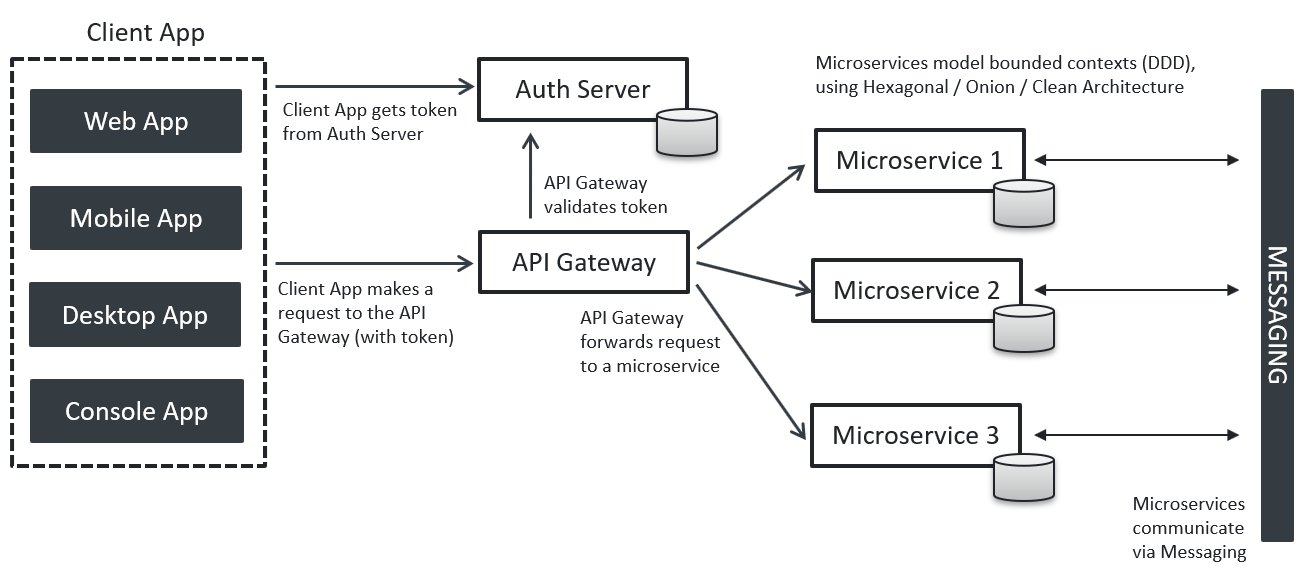 Client App
Web App
Mobile App
Desktop App
Console App
Client App gets token
from Auth Server
Client App makes a
request to the API
Gateway (with token)
Auth Server
API Gateway
validates token
API Gateway
API Gateway
forwards request
to a microservice
Microservices model bounded contexts (DDD),
using Hexagonal / Onion / Clean Architecture
Microservice 1
Microservice 2
Microservice 3
MESSAGING
Microservices
communicate
via Messaging